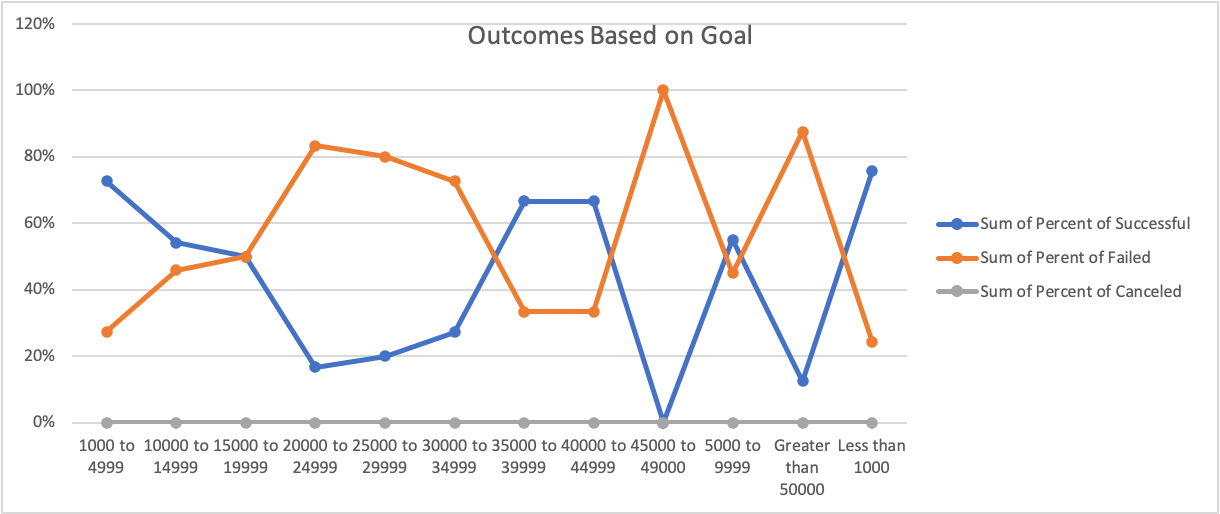 Outcomes Based on Goal
120%
100%
80%
60%
40%
20%
0%
1000 to
4999
10000 to
14999
15000 to
19999
20000 to
24999
25000 to
29999
30000 to
34999
35000 to
39999
40000 to
44999
45000 to
49000
5000 to
9999
Greater
than
50000
Less than
1000
Sum of Percent of Successful
Sum of Perent of Failed
Sum of Percent of Canceled